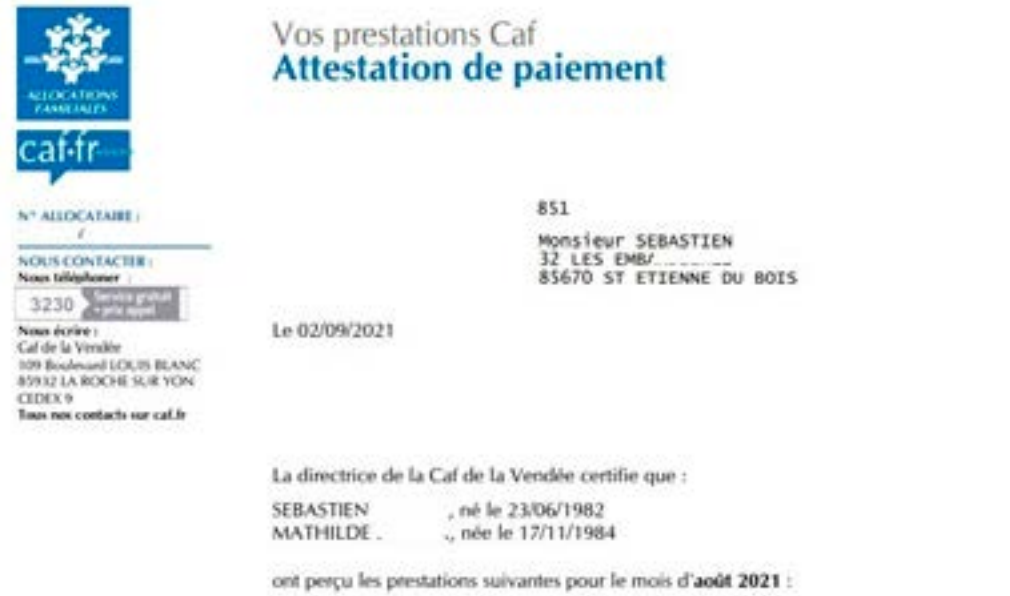 ALLOCATIONS
FAMILIALES
caf.fr
Vos prestations Caf
Attestation de paiement
N° ALLOCATAIRE :
NOUS CONTACTER :
Nous téléphoner :
3230 Service gratuit
+ prix appel
Nous écrire :
Caf de la Vendée
109 Boulevard LOUIS BLANC
85932 LA ROCHE SUR YON
CEDEX 9
Tous nos contacts sur caf.fr
851
Monsieur SEBASTIEN
32 LES EMB
85670 ST ETIENNE DU BOIS
Le 02/09/2021
La directrice de la Caf de la Vendée certifie que :
SEBASTIEN , né le 23/06/1982
MATHILDE , née le 17/11/1984
ont perçu les prestations suivantes pour le mois d'août 2021 :